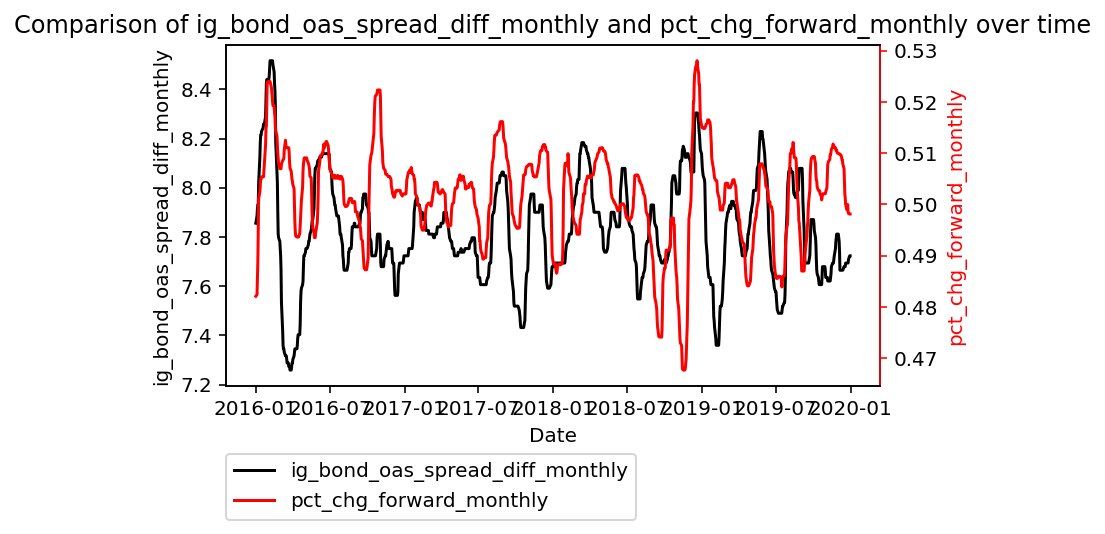 Comparison of ig_bond_oas_spread_diff_monthly and pct_chg_forward_monthly over time
ig_bond_oas_spread_diff_monthly
8.4
8.2
8.0
7.8
7.6
7.4
7.2
0.53
0.52
0.51
0.50
0.49
0.48
0.47
pct_chg_forward_monthly
2016-01 2016-07 2017-01 2017-07 2018-01 2018-07 2019-01 2019-07 2020-01
Date
ig_bond_oas_spread_diff_monthly
pct_chg_forward_monthly